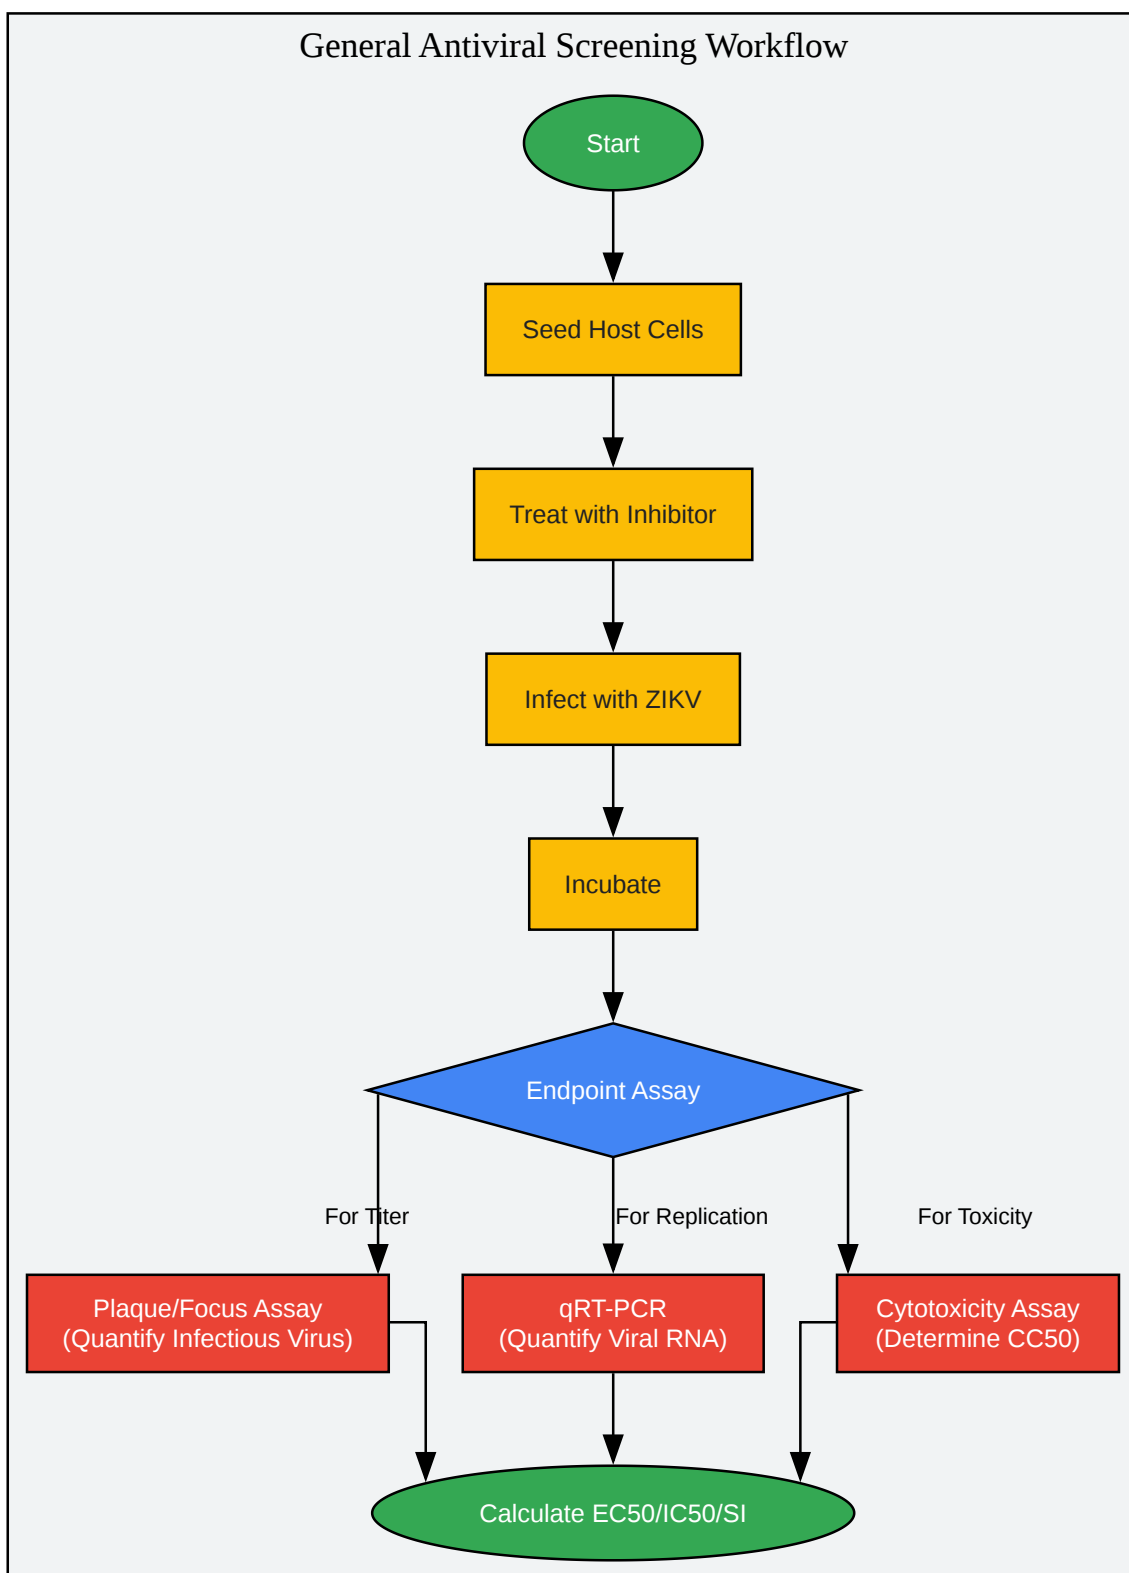 General Antiviral Screening Workflow
Start
Seed Host Cells
Treat with Inhibitor
Infect with ZIKV
Incubate
Endpoint Assay
For Titer
For Replication
For Toxicity
Plaque/Focus Assay
(Quantify Infectious Virus)
qRT-PCR
(Quantify Viral RNA)
Cytotoxicity Assay
(Determine CC50)
Calculate EC50/IC50/SI